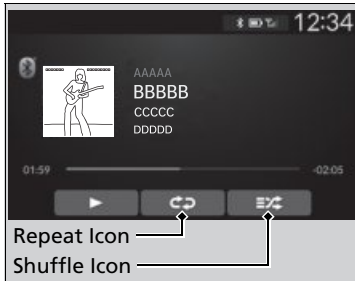 12:34
AAAAA
BBBBB
CCCCC
DDDDD
01:59
-02:05
Repeat Icon
Shuffle Icon